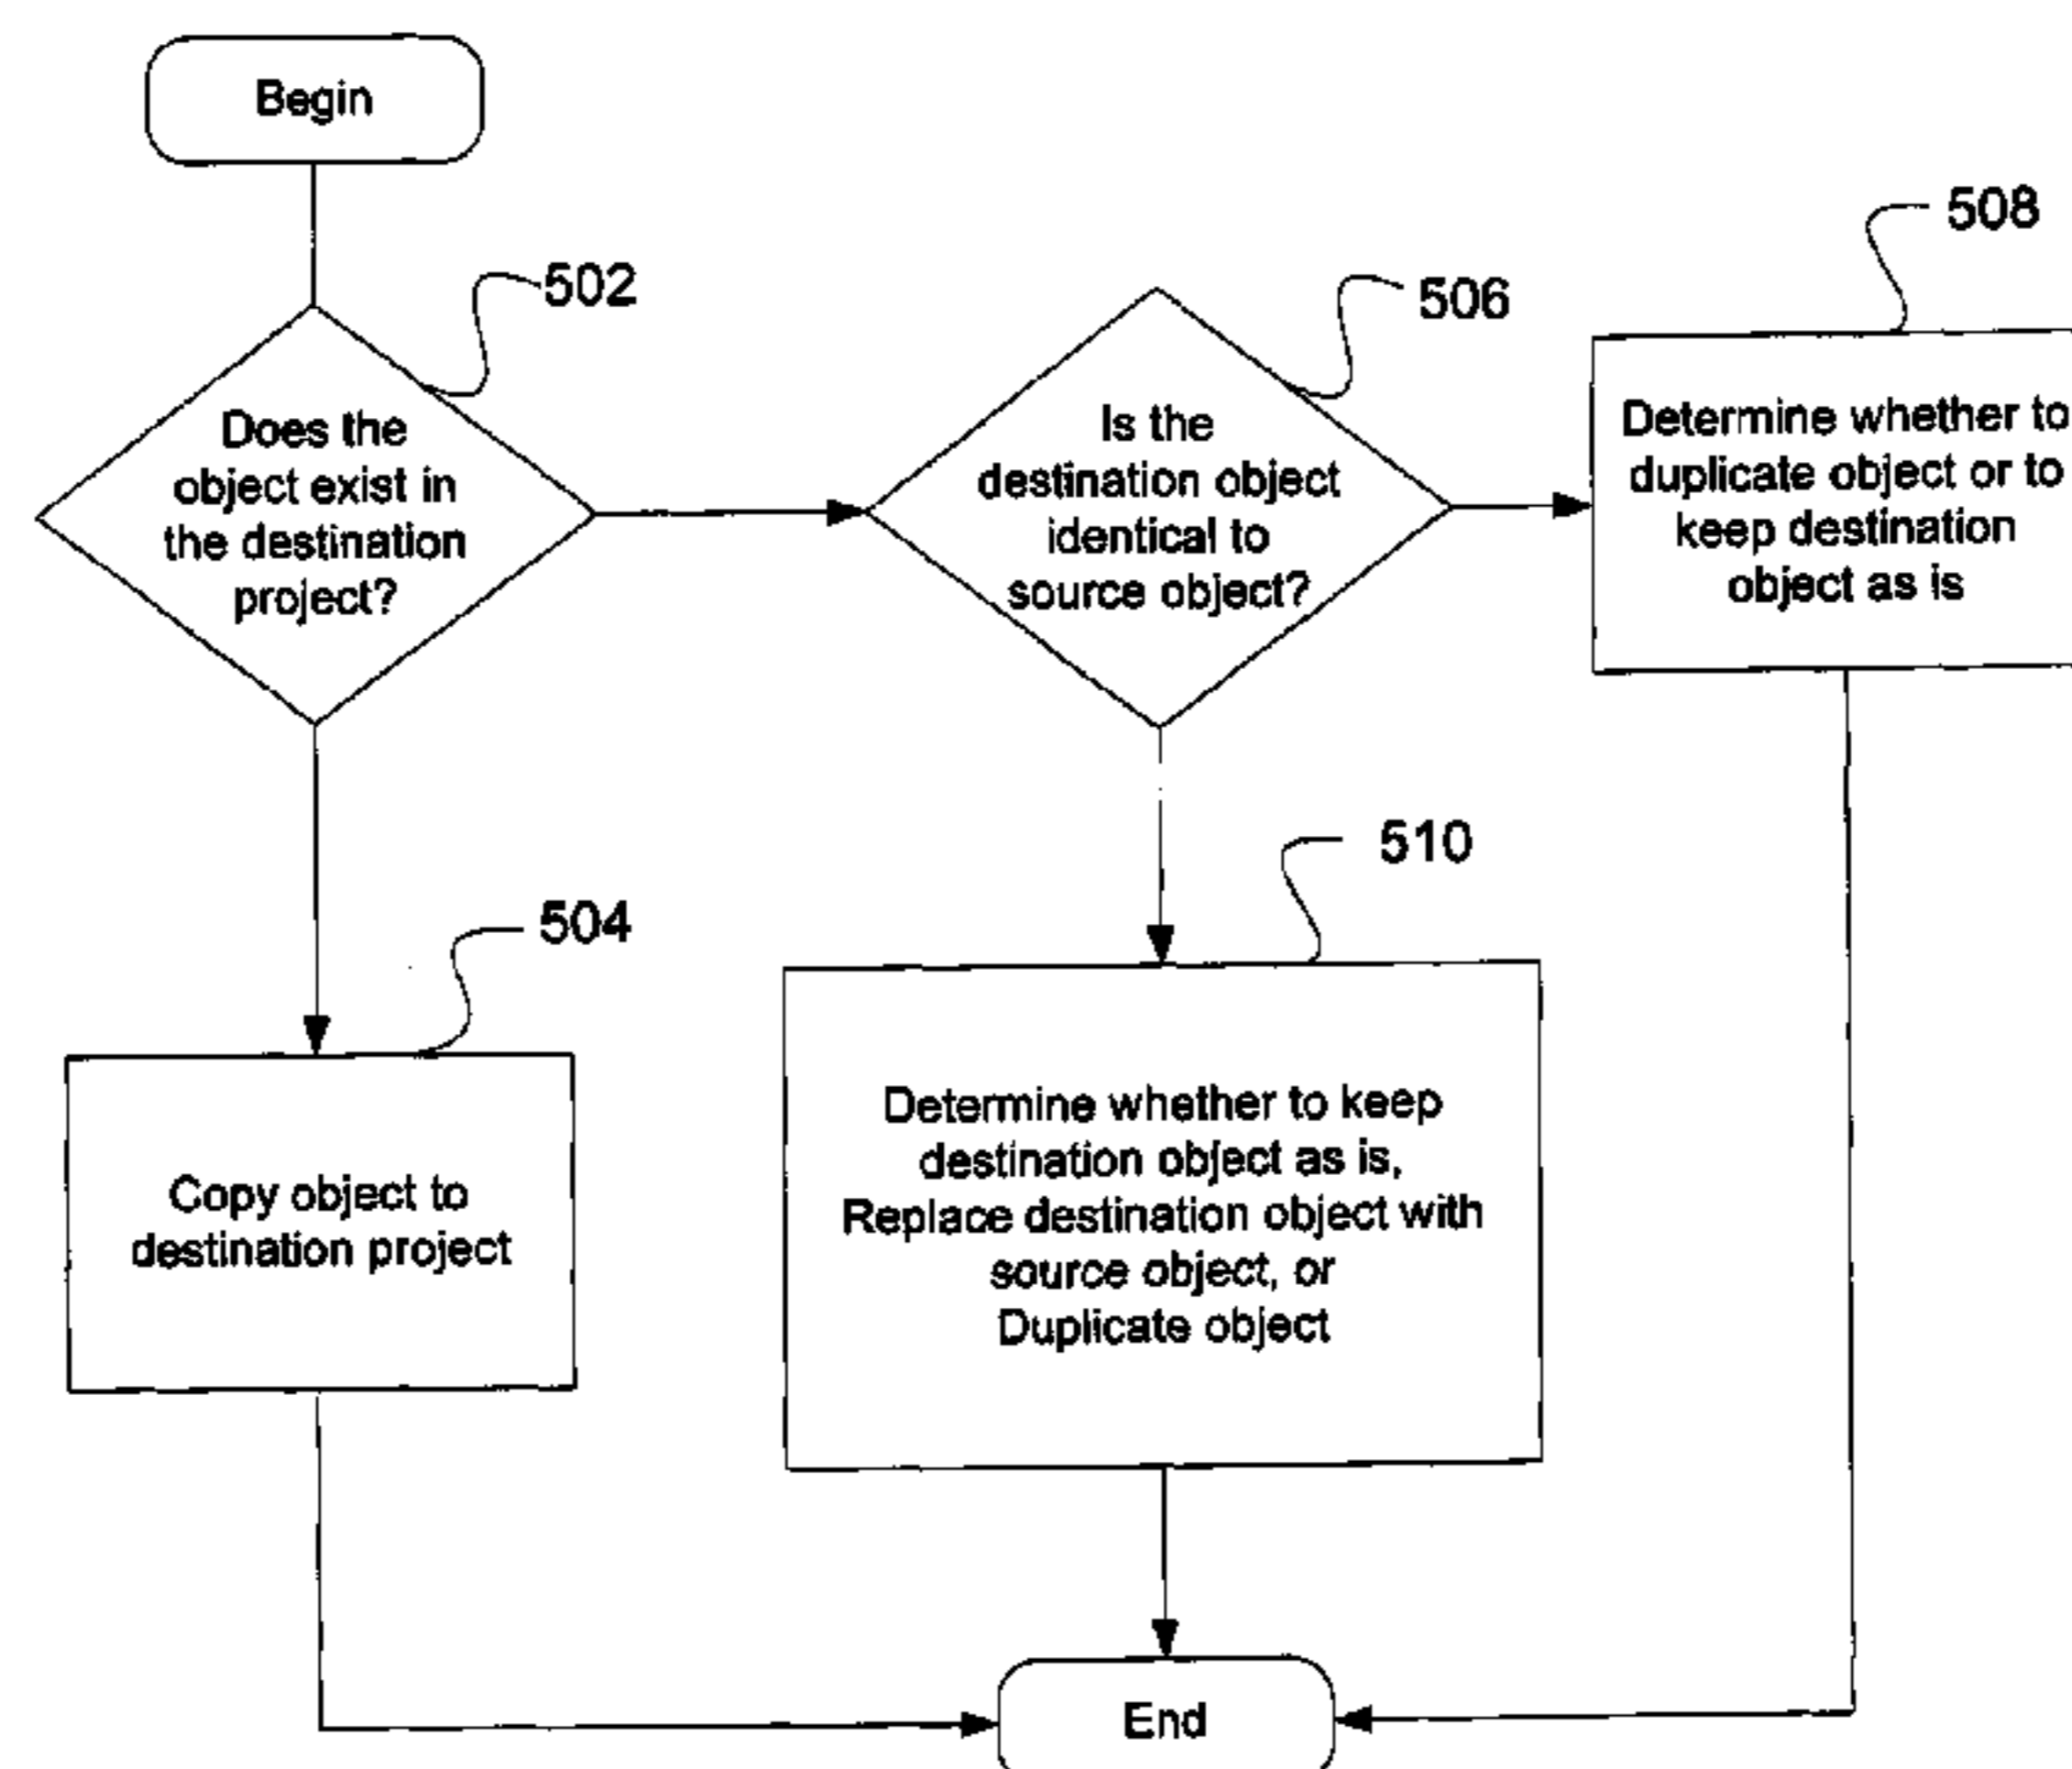 Begin
502
Does the
object exist in
the destination
project?
506
Is the
destination object
identical to
source object?
508
Determine whether to
duplicate object or to
keep destination
object as is
504
Copy object to
destination project
510
Determine whether to keep
destination object as is,
Replace destination object with
source object, or
Duplicate object
End